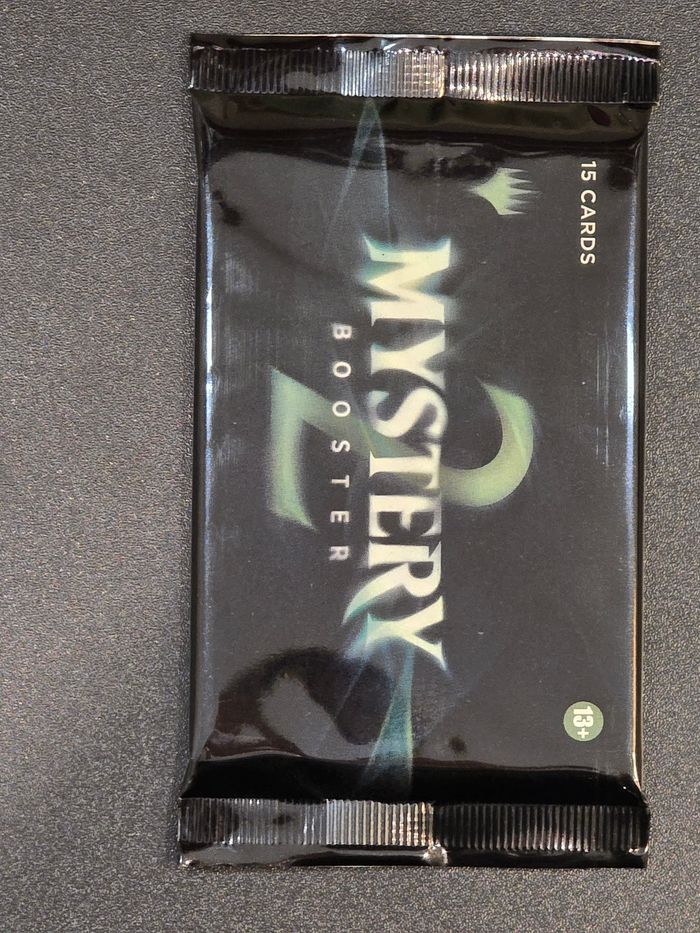 15 CARDS
MYSTERY
2
BOOSTER
13+